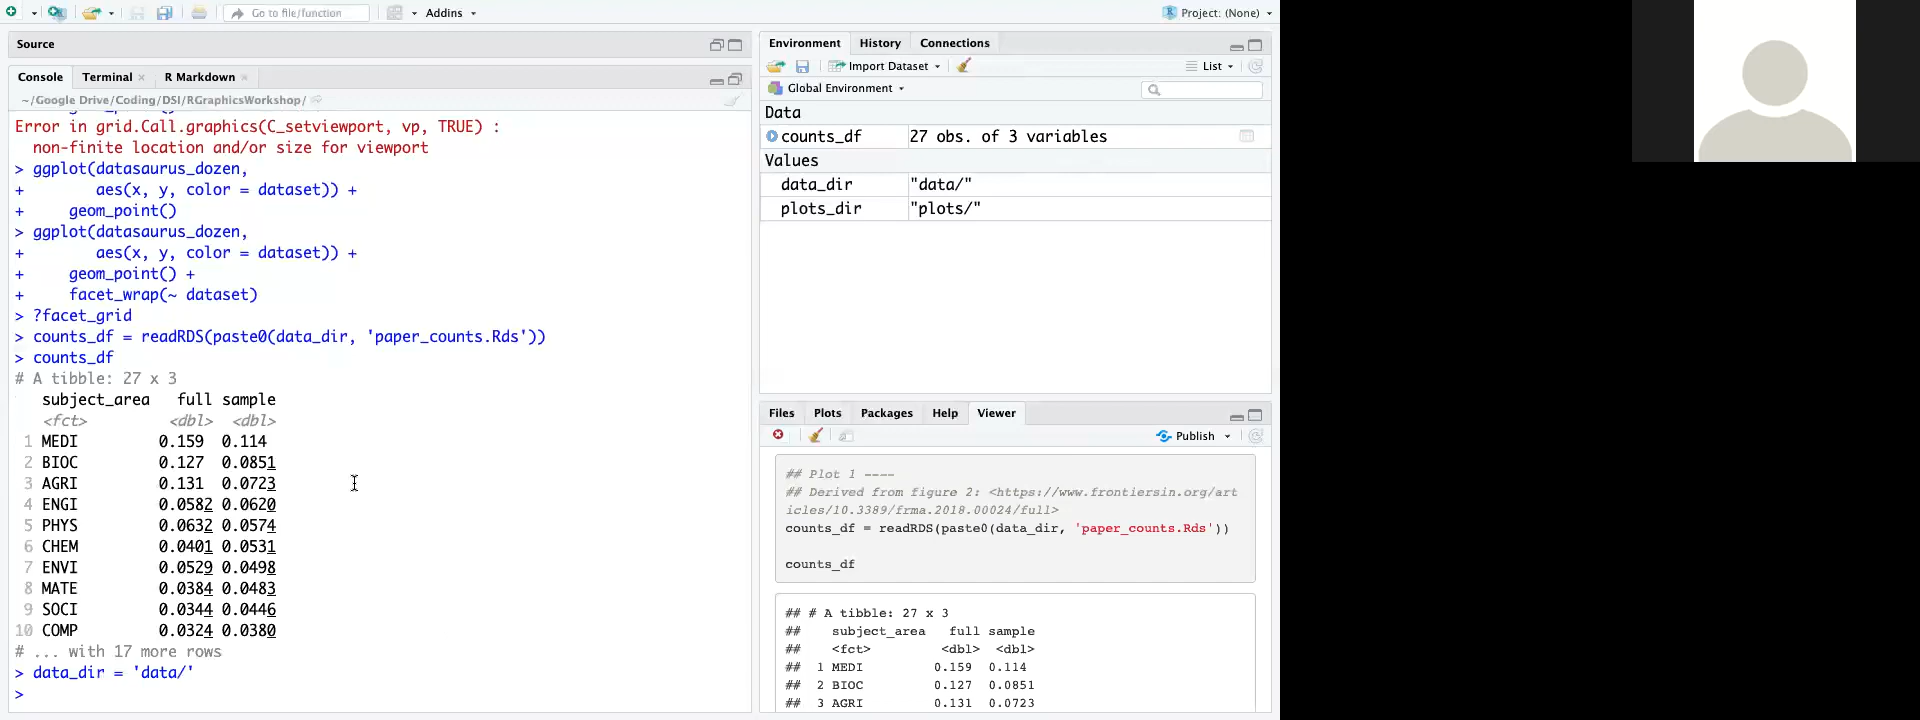 Go to file/function
Addins
Project: (None)
Source
Console
Terminal
R Markdown
~/Google Drive/Coding/DSI/RGraphicsWorkshop/
Error in grid.Call.graphics(C_setviewport, vp, TRUE) :
non-finite location and/or size for viewport
> ggplot(datasaurus_dozen,
+ aes(x, y, color = dataset)) +
+ geom_point()
> ggplot(datasaurus_dozen,
+ aes(x, y, color = dataset)) +
+ geom_point() +
+ facet_wrap(~ dataset)
> ?facet_grid
> counts_df = readRDS(paste0(data_dir, 'paper_counts.Rds'))
> counts_df
# A tibble: 27 x 3
subject_area full sample
<fct> <dbl> <dbl>
1 MEDI 0.159 0.114
2 BIOC 0.127 0.0851
3 AGRI 0.131 0.0723
4 ENGI 0.0582 0.0620
5 PHYS 0.0632 0.0574
6 CHEM 0.0401 0.0531
7 ENVI 0.0529 0.0498
8 MATE 0.0384 0.0483
9 SOCI 0.0344 0.0446
10 COMP 0.0324 0.0380
# ... with 17 more rows
> data_dir = 'data/'
>
Environment
History
Connections
Import Dataset
List
Global Environment
Data
counts_df 27 obs. of 3 variables
Values
data_dir "data/"
plots_dir "plots/"
Files
Plots
Packages
Help
Viewer
Publish
## Plot 1 ----
## Derived from figure 2: <https://www.frontiersin.org/art
icles/10.3389/frma.2018.00024/full>
counts_df = readRDS(paste0(data_dir, 'paper_counts.Rds'))
counts_df
## # A tibble: 27 x 3
## subject_area full sample
## <fct> <dbl> <dbl>
## 1 MEDI 0.159 0.114
## 2 BIOC 0.127 0.0851
## 3 AGRI 0.131 0.0723